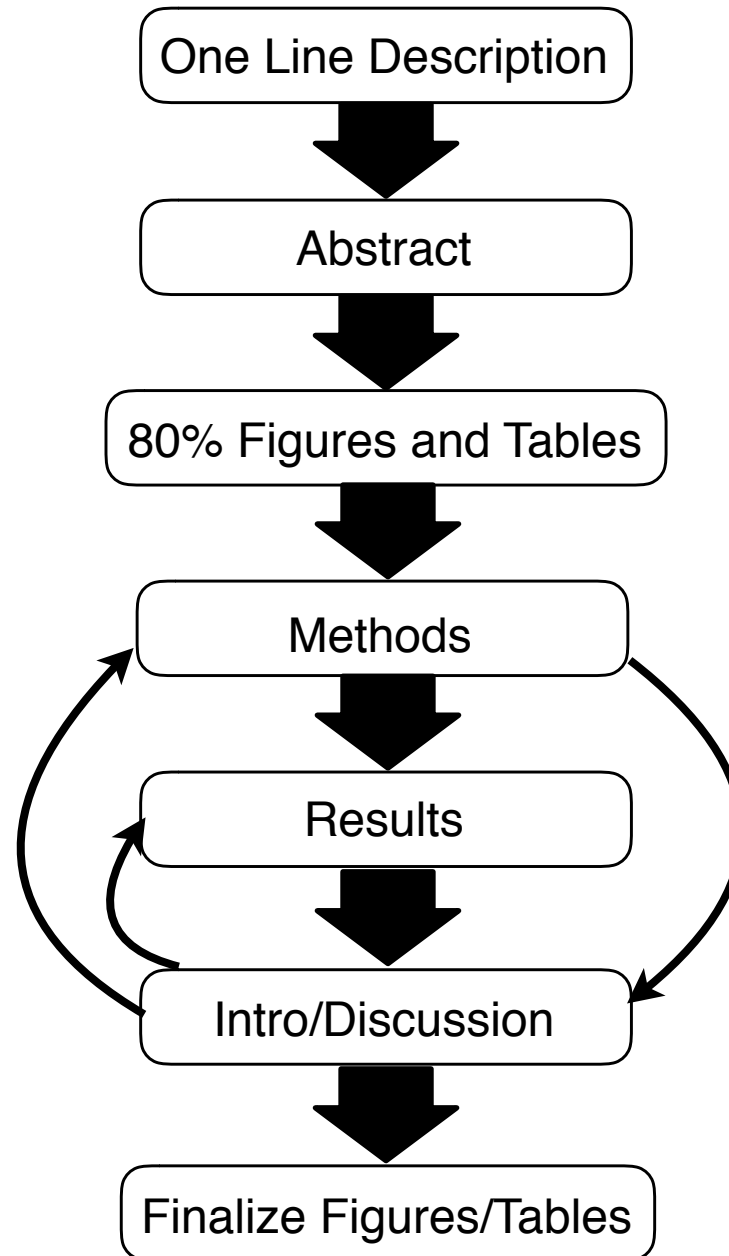 One Line Description
Abstract
80% Figures and Tables
Methods
Results
Intro/Discussion
Finalize Figures/Tables